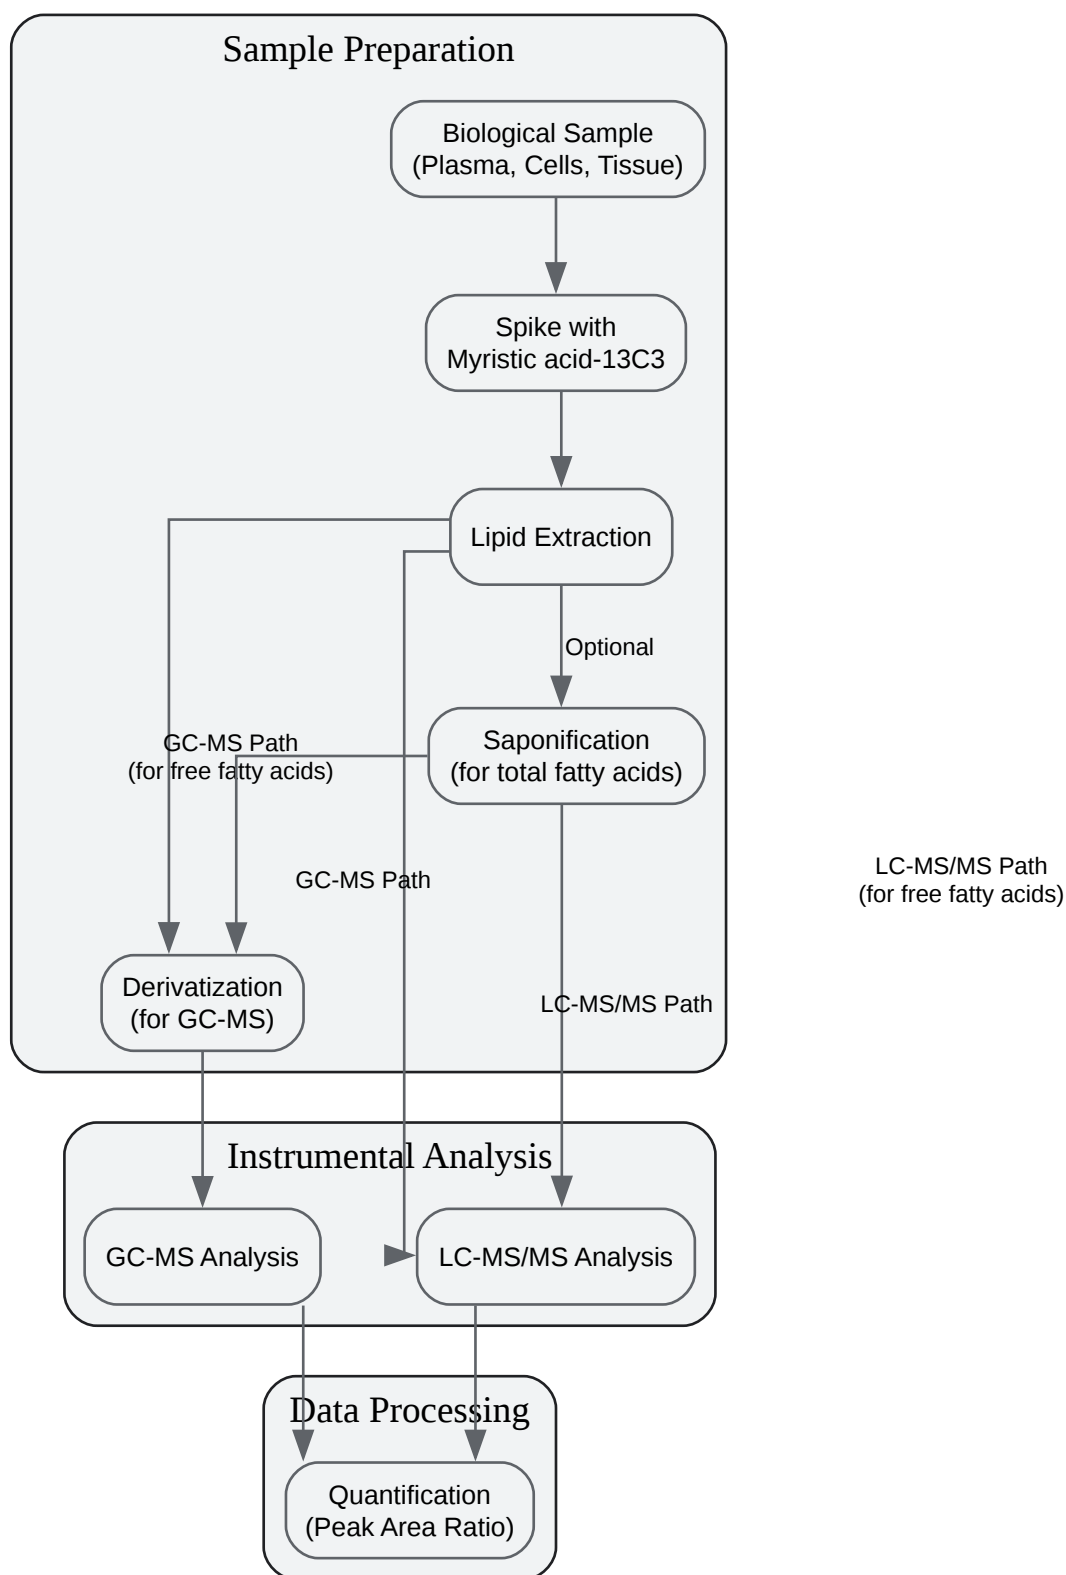 Sample Preparation
Biological Sample
(Plasma, Cells, Tissue)
Spike with
Myristic acid-13C3
Lipid Extraction
Optional
GC-MS Path
(for free fatty acids)
Saponification
(for total fatty acids)
GC-MS Path
LC-MS/MS Path
(for free fatty acids)
Derivatization
(for GC-MS)
LC-MS/MS Path
Instrumental Analysis
GC-MS Analysis
LC-MS/MS Analysis
Data Processing
Quantification
(Peak Area Ratio)